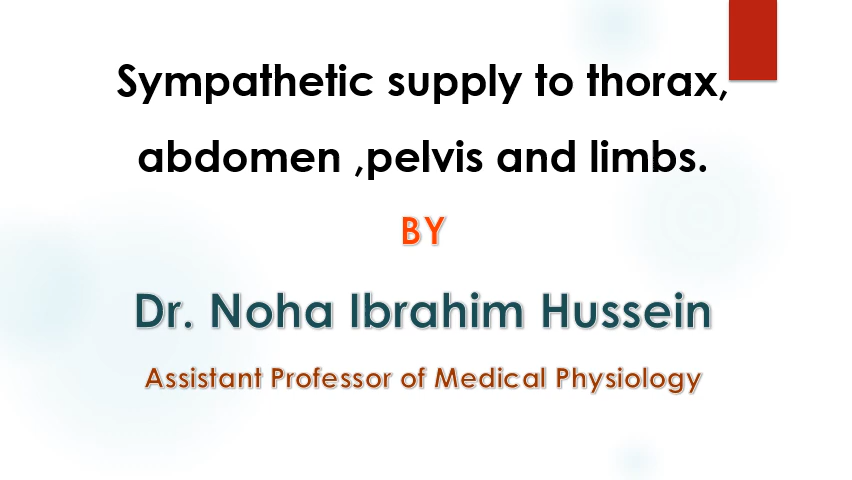 Sympathetic supply to thorax,
abdomen ,pelvis and limbs.
BY
Dr. Noha Ibrahim Hussein
Assistant Professor of Medical Physiology